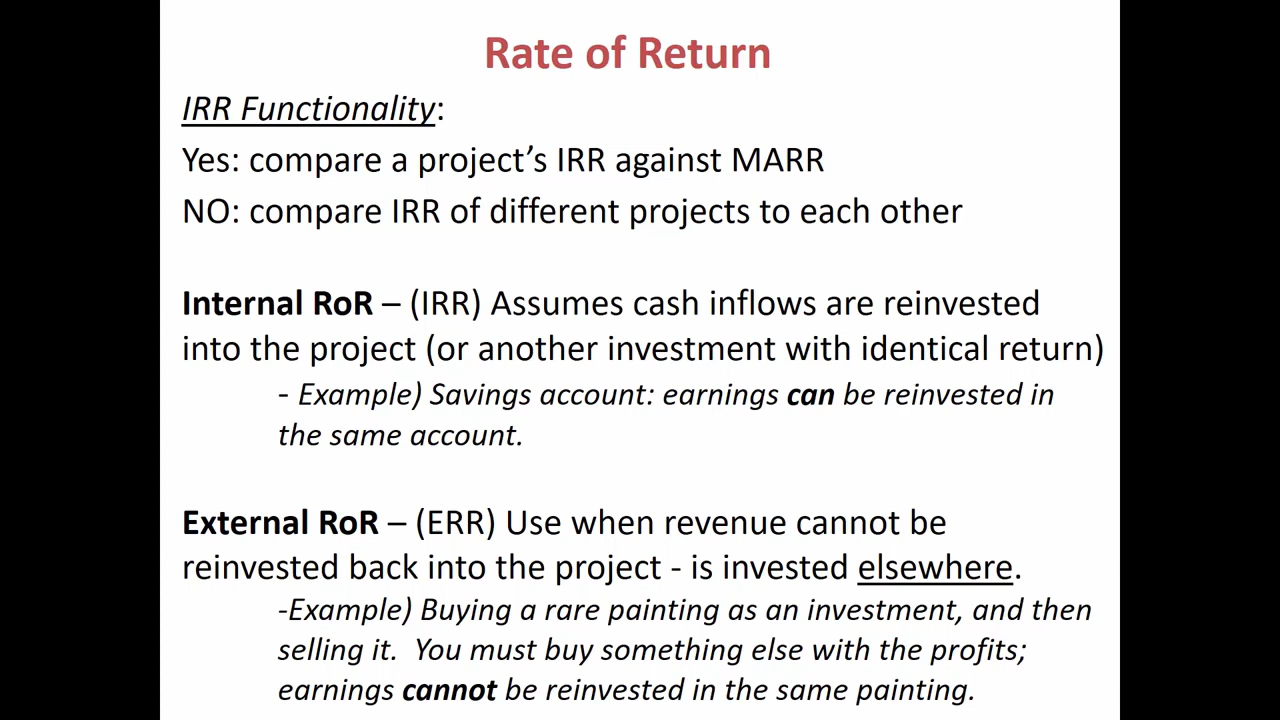 Rate of Return
IRR Functionality:
Yes: compare a project’s IRR against MARR
NO: compare IRR of different projects to each other
Internal RoR – (IRR) Assumes cash inflows are reinvested
into the project (or another investment with identical return)
- Example) Savings account: earnings can be reinvested in
the same account.
External RoR – (ERR) Use when revenue cannot be
reinvested back into the project - is invested elsewhere.
-Example) Buying a rare painting as an investment, and then
selling it.  You must buy something else with the profits;
earnings cannot be reinvested in the same painting.